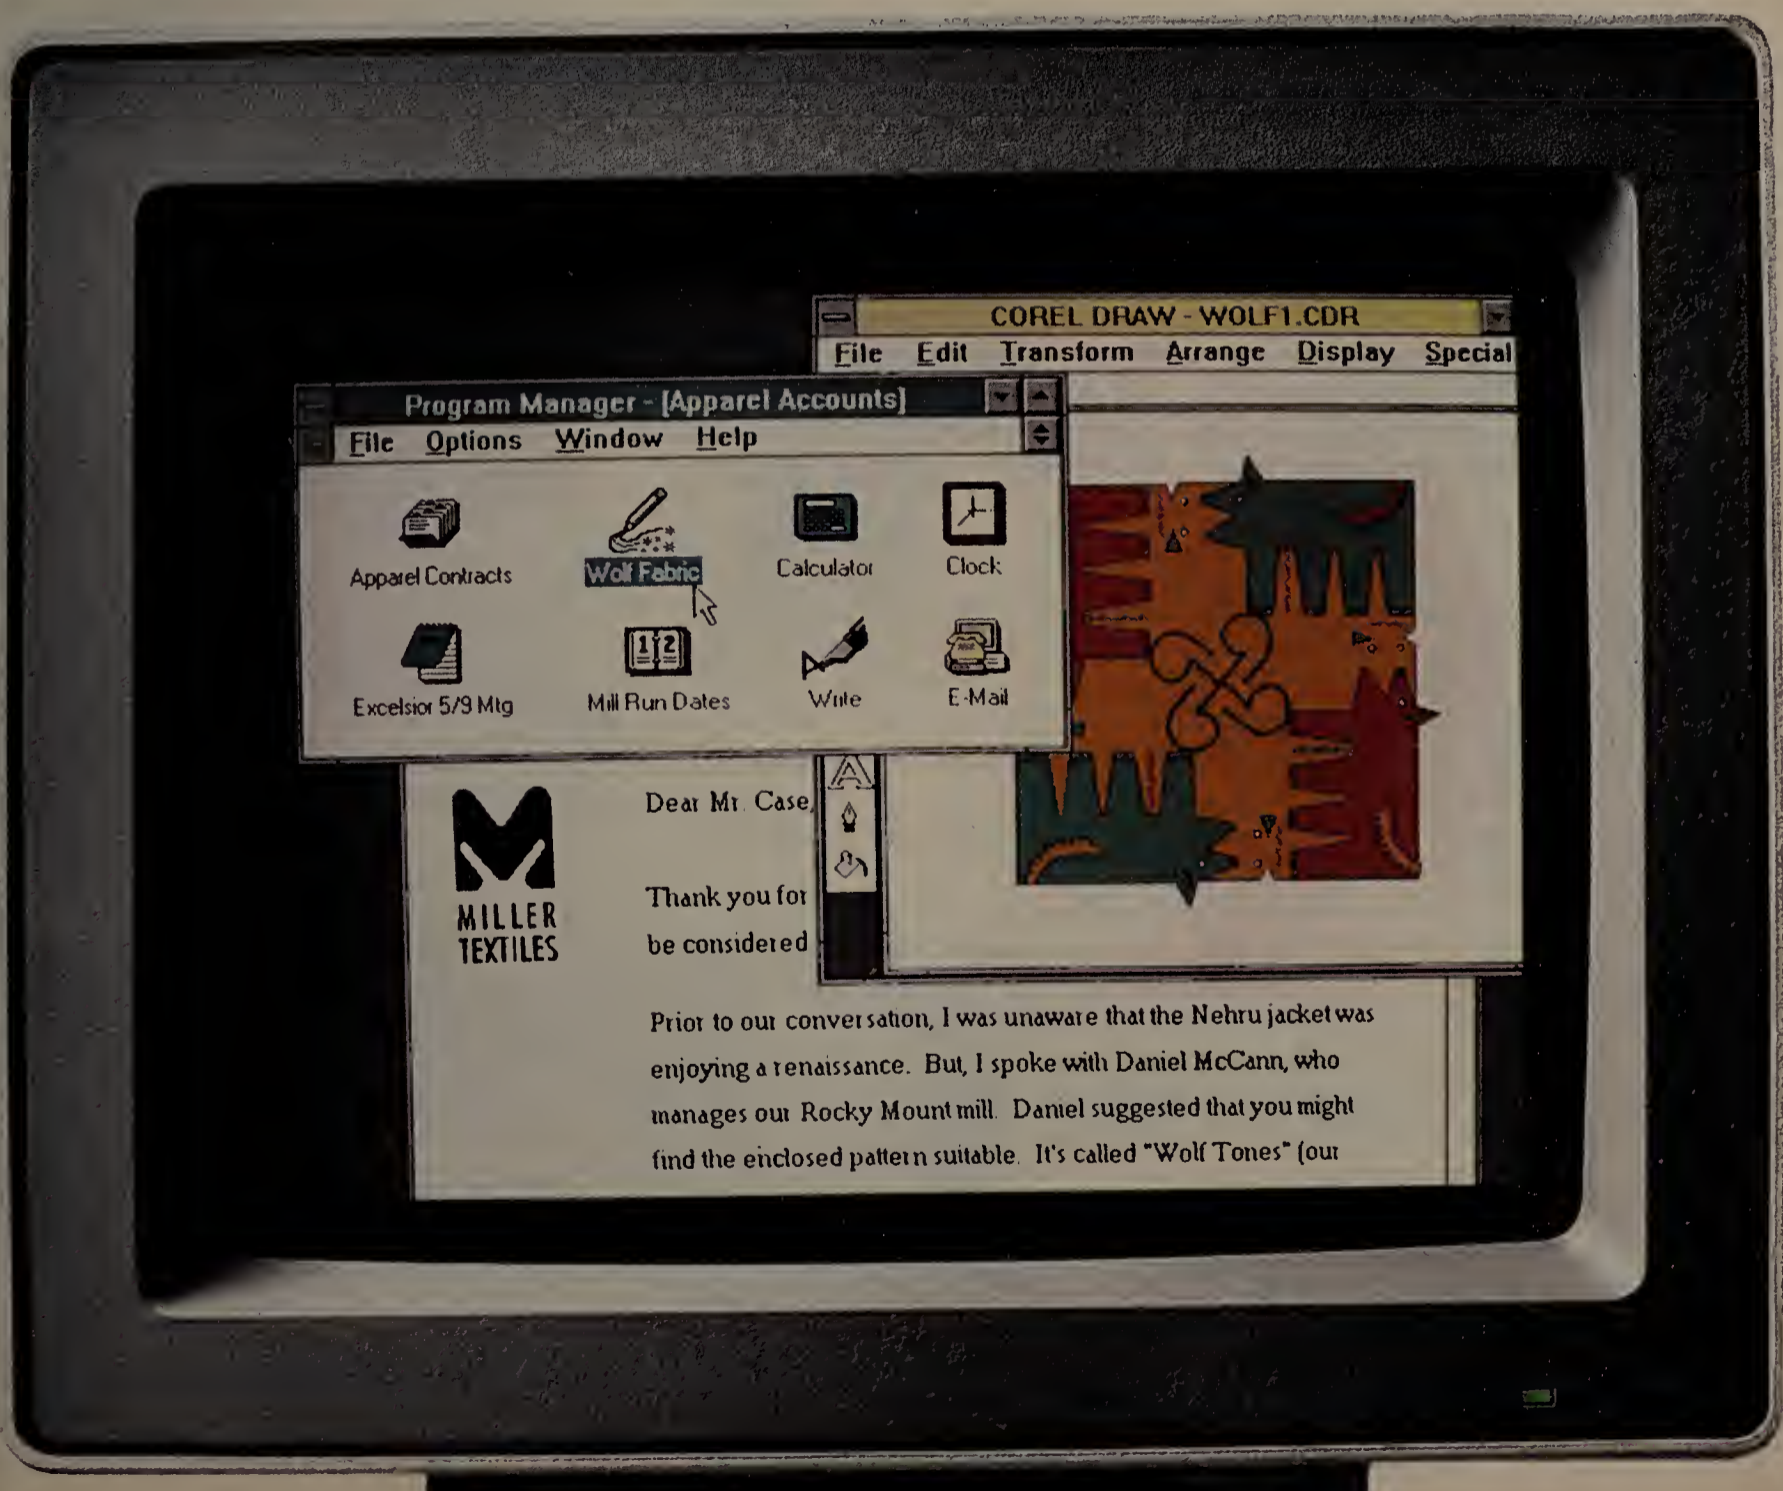 COREL DRAW - WOLF1.CDR
File Edit Transform Arrange Display Special
Program Manager - [Apparel Accounts]
File Options Window Help
Apparel Contracts
Wolf Fabric
Calculator
Clock
12
Excelsior 5/9 Mtg
Mill Run Dates
Write
E-Mail
A
MILLER
TEXTILES
Dear Mr. Case,
Thank you for
be considered
Prior to our conversation, I was unaware that the Nehru jacket was
enjoying a renaissance. But, I spoke with Daniel McCann, who
manages our Rocky Mount mill. Daniel suggested that you might
find the enclosed pattern suitable. It's called "Wolf Tones" (our